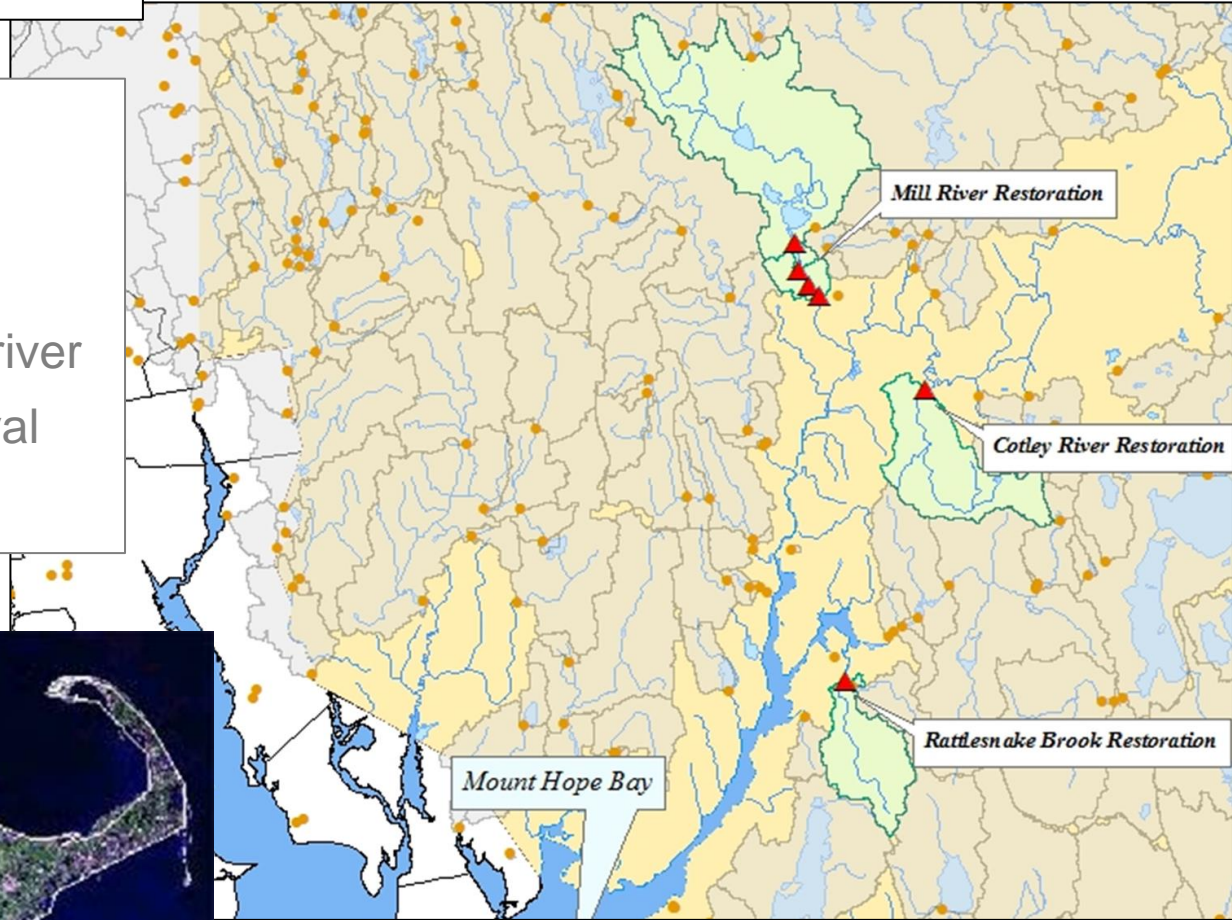 Mill River Restoration
river
al
Cotley River Restoration
Rattlesnake Brook Restoration
Mount Hope Bay